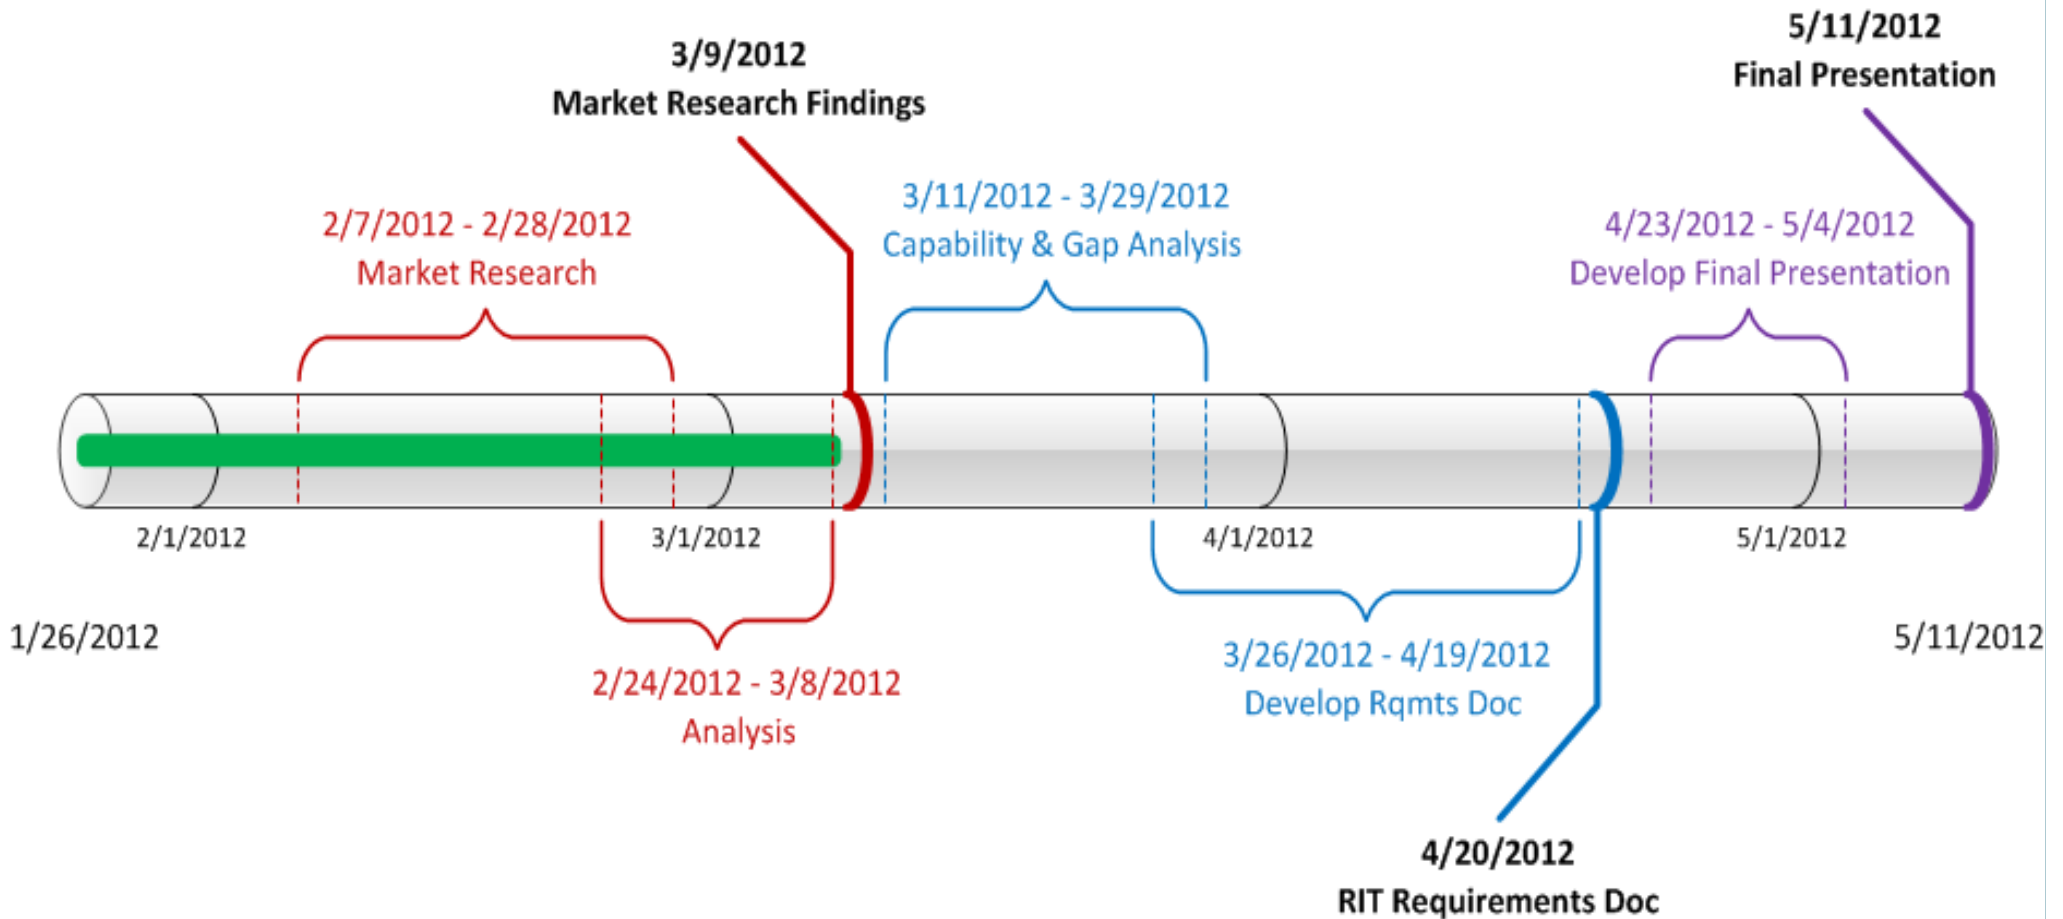 5/11/2012
Final Presentation
3/9/2012
Market Research Findings
3/11/2012 - 3/29/2012
Capability & Gap Analysis
2/7/2012 - 2/28/2012
Market Research
4/23/2012 - 5/4/2012
Develop Final Presentation
2/1/2012
3/1/2012
4/1/2012
5/1/2012
1/26/2012
5/11/2012
3/26/2012 - 4/19/2012
Develop Rqmts Doc
2/24/2012 - 3/8/2012
Analysis
4/20/2012
RIT Requirements Doc